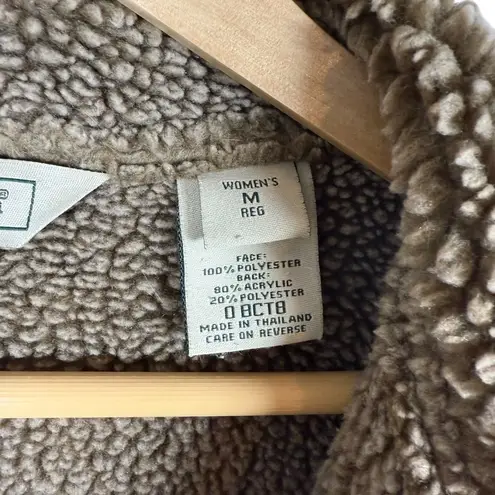 WOMEN'S
M
REG
FACE:
100% POLYESTER
BACK:
80% ACRYLIC
20% POLYESTER
0 BCT8
MADE IN THAILAND
CARE ON REVERSE